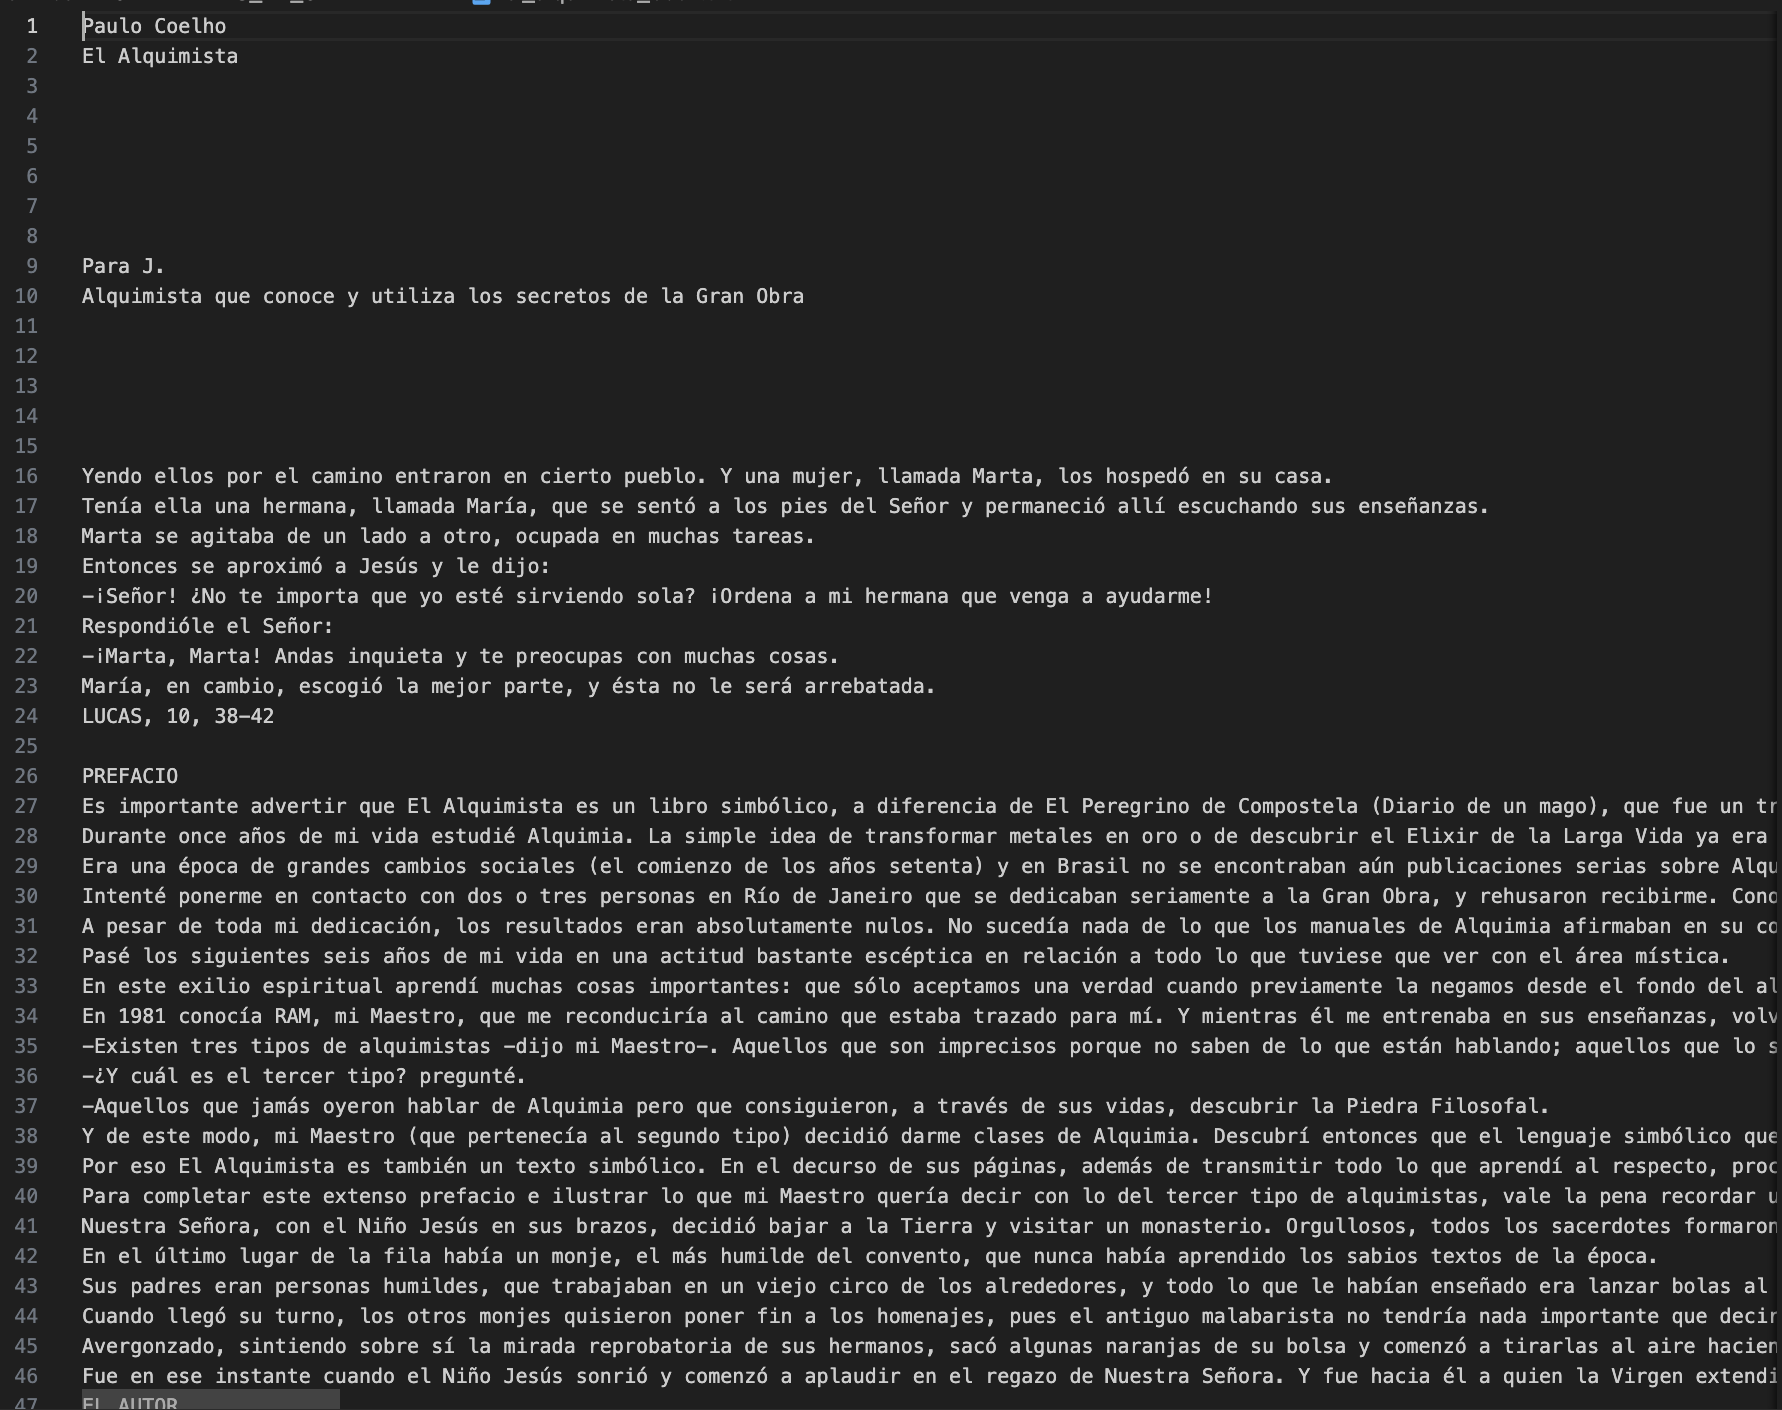 1 Paulo Coelho
2 El Alquimista
3
4
5
6
7
8
9 Para J.
10 Alquimista que conoce y utiliza los secretos de la Gran Obra
11
12
13
14
15
16 Yendo ellos por el camino entraron en cierto pueblo. Y una mujer, llamada Marta, los hospedó en su casa.
17 Tenía ella una hermana, llamada María, que se sentó a los pies del Señor y permaneció allí escuchando sus enseñanzas.
18 Marta se agitaba de un lado a otro, ocupada en muchas tareas.
19 Entonces se aproximó a Jesús y le dijo:
20 —¡Señor! ¿No te importa que yo esté sirviendo sola? ¡Ordena a mi hermana que venga a ayudarme!
21 Respondióle el Señor:
22 —¡Marta, Marta! Andas inquieta y te preocupas con muchas cosas.
23 María, en cambio, escogió la mejor parte, y ésta no le será arrebatada.
24 LUCAS, 10, 38—42
25
26 PREFACIO
27 Es importante advertir que El Alquimista es un libro simbólico, a diferencia de El Peregrino de Compostela (Diario de un mago), que fue un tr
28 Durante once años de mi vida estudié Alquimia. La simple idea de transformar metales en oro o de descubrir el Elixir de la Larga Vida ya era
29 Era una época de grandes cambios sociales (el comienzo de los años setenta) y en Brasil no se encontraban aún publicaciones serias sobre Alqu
30 Intenté ponerme en contacto con dos o tres personas en Río de Janeiro que se dedicaban seriamente a la Gran Obra, y rehusaron recibirme. Cono
31 A pesar de toda mi dedicación, los resultados eran absolutamente nulos. No sucedía nada de lo que los manuales de Alquimia afirmaban en su co
32 Pasé los siguientes seis años de mi vida en una actitud bastante escéptica en relación a todo lo que tuviese que ver con el área mística.
33 En este exilio espiritual aprendí muchas cosas importantes: que sólo aceptamos una verdad cuando previamente la negamos desde el fondo del al
34 En 1981 conocía RAM, mi Maestro, que me reconduciría al camino que estaba trazado para mí. Y mientras él me entrenaba en sus enseñanzas, volv
35 —Existen tres tipos de alquimistas —dijo mi Maestro—. Aquellos que son imprecisos porque no saben de lo que están hablando; aquellos que lo s
36 —¿Y cuál es el tercer tipo? pregunté.
37 —Aquellos que jamás oyeron hablar de Alquimia pero que consiguieron, a través de sus vidas, descubrir la Piedra Filosofal.
38 Y de este modo, mi Maestro (que pertenecía al segundo tipo) decidió darme clases de Alquimia. Descubrí entonces que el lenguaje simbólico que
39 Por eso El Alquimista es también un texto simbólico. En el decurso de sus páginas, además de transmitir todo lo que aprendí al respecto, proc
40 Para completar este extenso prefacio e ilustrar lo que mi Maestro quería decir con lo del tercer tipo de alquimistas, vale la pena recordar u
41 Nuestra Señora, con el Niño Jesús en sus brazos, decidió bajar a la Tierra y visitar un monasterio. Orgullosos, todos los sacerdotes formaron
42 En el último lugar de la fila había un monje, el más humilde del convento, que nunca había aprendido los sabios textos de la época.
43 Sus padres eran personas humildes, que trabajaban en un viejo circo de los alrededores, y todo lo que le habían enseñado era lanzar bolas al
44 Cuando llegó su turno, los otros monjes quisieron poner fin a los homenajes, pues el antiguo malabarista no tendría nada importante que decir
45 Avergonzado, sintiendo sobre sí la mirada reprobatoria de sus hermanos, sacó algunas naranjas de su bolsa y comenzó a tirarlas al aire hacien
46 Fue en ese instante cuando el Niño Jesús sonrió y comenzó a aplaudir en el regazo de Nuestra Señora. Y fue hacia él a quien la Virgen extendi
47 EL AUTOR